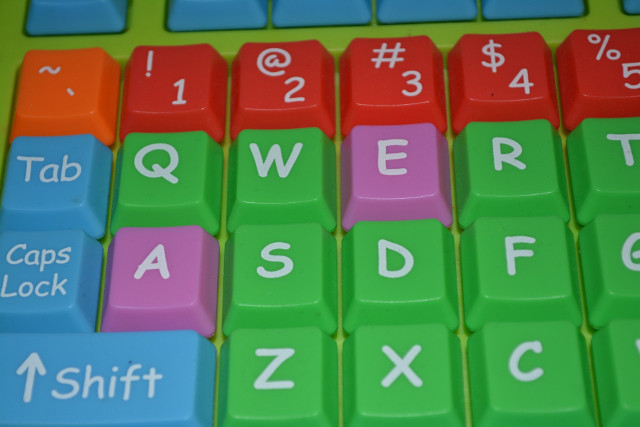 ~ ! @ # $ %
` 1 2 3 4 5
Tab Q W E R T
Caps Lock A S D F G
↑ Shift Z X C